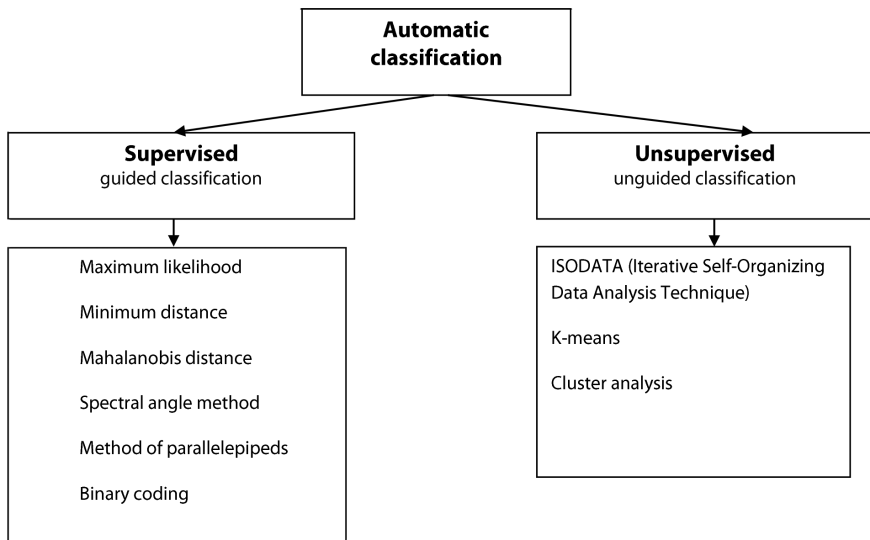 Automatic
classification
Supervised
guided classification
Unsupervised
unguided classification
Maximum likelihood
Minimum distance
Mahalanobis distance
Spectral angle method
Method of parallelepipeds
Binary coding
ISODATA (Iterative Self-Organizing
Data Analysis Technique)
K-means
Cluster analysis